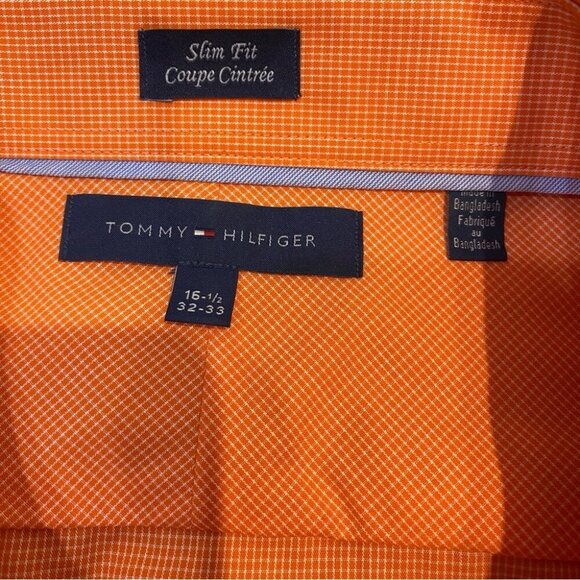 Slim Fit
Coupe Cintrée
TOMMY HILFIGER
16-1/2
32-33
Made in
Bangladesh
Fabriqué
au
Bangladesh